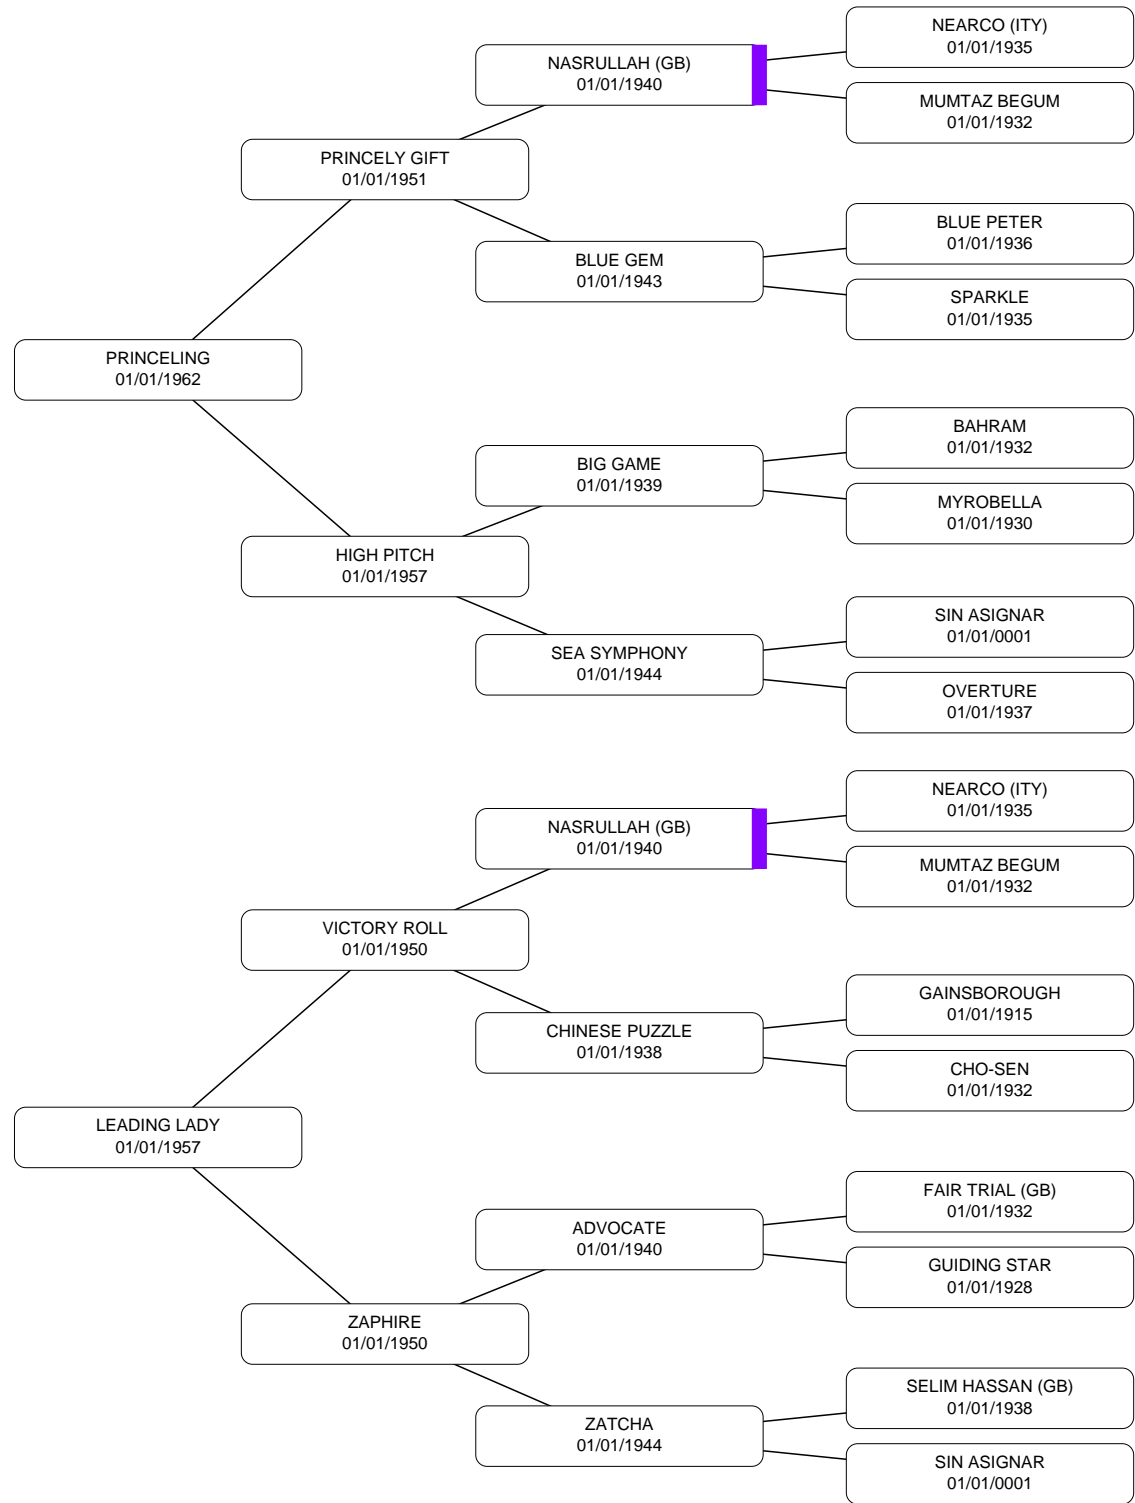 NEARCO (ITY)
01/01/1935
NASRULLAH (GB)
01/01/1940
MUMTAZ BEGUM
01/01/1932
PRINCELY GIFT
01/01/1951
BLUE PETER
01/01/1936
BLUE GEM
01/01/1943
SPARKLE
01/01/1935
PRINCELING
01/01/1962
BAHRAM
01/01/1932
BIG GAME
01/01/1939
MYROBELLA
01/01/1930
HIGH PITCH
01/01/1957
SIN ASIGNAR
01/01/0001
SEA SYMPHONY
01/01/1944
OVERTURE
01/01/1937
NEARCO (ITY)
01/01/1935
NASRULLAH (GB)
01/01/1940
MUMTAZ BEGUM
01/01/1932
VICTORY ROLL
01/01/1950
GAINSBOROUGH
01/01/1915
CHINESE PUZZLE
01/01/1938
CHO-SEN
01/01/1932
LEADING LADY
01/01/1957
FAIR TRIAL (GB)
01/01/1932
ADVOCATE
01/01/1940
GUIDING STAR
01/01/1928
ZAPHIRE
01/01/1950
SELIM HASSAN (GB)
01/01/1938
ZATCHA
01/01/1944
SIN ASIGNAR
01/01/0001